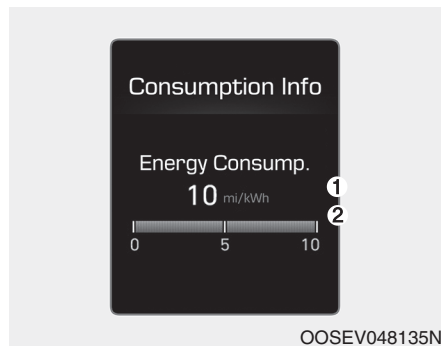 Consumption Info
Energy Consump.
10 mi/kWh ①
②
0 5 10
OOSEV048135N